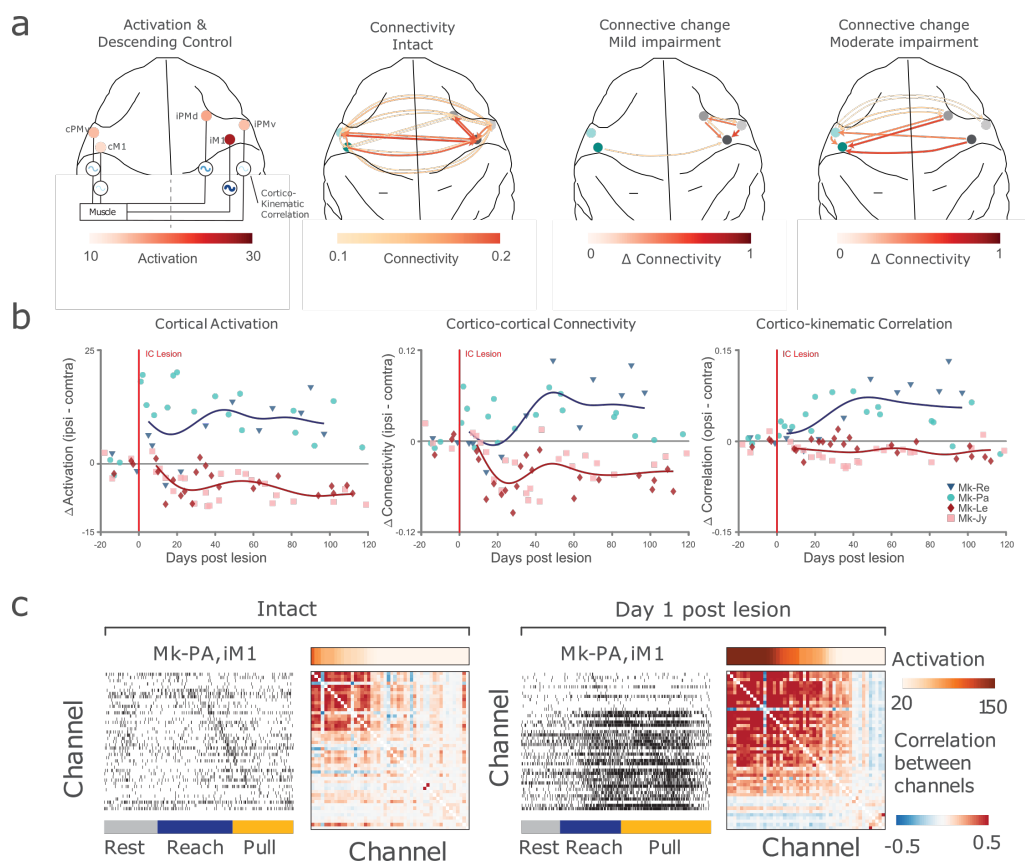 a
Activation &
Descending Control
Connectivity
Intact
Connective change
Mild impairment
Connective change
Moderate impairment
cPMv
cM1
iPMd
iPMv
iM1
Muscle
Cortico-
Kinematic
Correlation
10 Activation 30
0.1 Connectivity 0.2
0 Δ Connectivity 1
0 Δ Connectivity 1
b
Cortical Activation
Δ Activation (ipsi - comtra)
25
0
-15
IC Lesion
-20 0 20 40 60 80 100 120
Days post lesion
Cortico-cortical Connectivity
Δ Connectivity (ipsi - contra)
0.12
0
-0.12
IC Lesion
-20 0 20 40 60 80 100 120
Days post lesion
Cortico-kinematic Correlation
Δ Correlation (opsi - contra)
0.15
0
-0.15
IC Lesion
Mk-Re
Mk-Pa
Mk-Le
Mk-Jy
-20 0 20 40 60 80 100 120
Days post lesion
c
Intact
Mk-PA,iM1
Channel
Rest Reach Pull
Channel
Day 1 post lesion
Mk-PA,iM1
Channel
Rest Reach Pull
Channel
Activation
20 150
Correlation
between
channels
-0.5 0.5